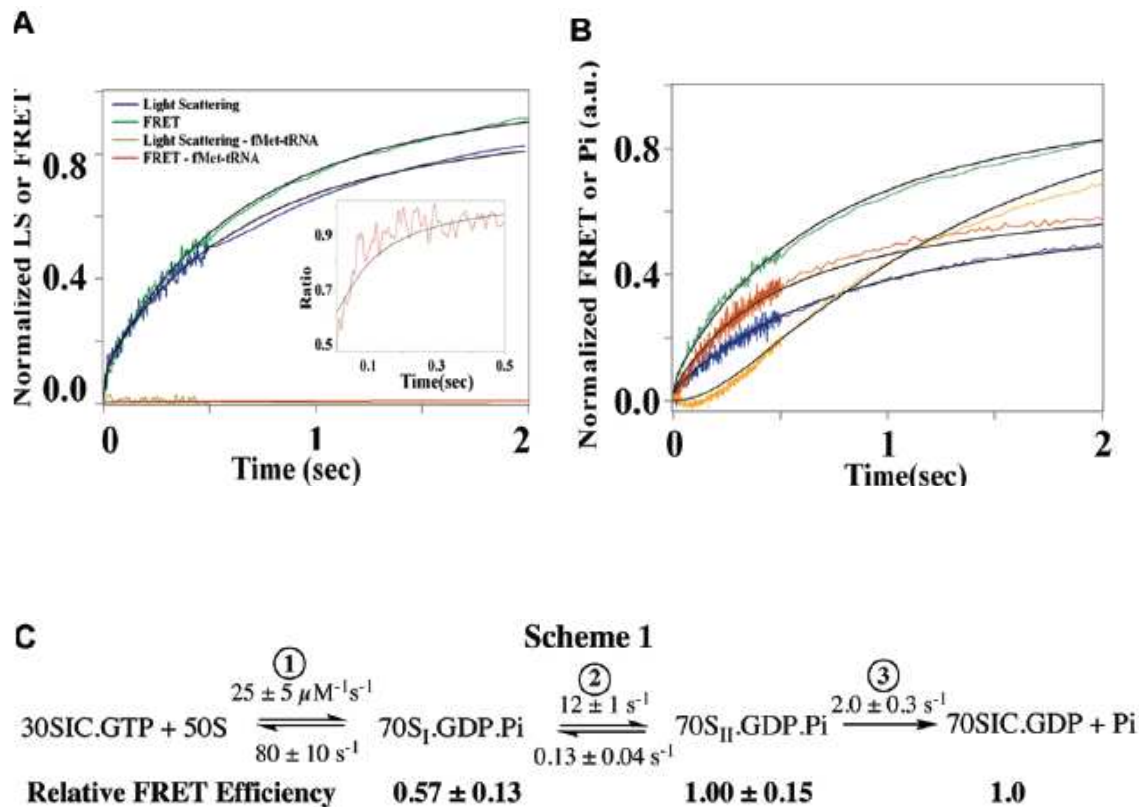 A
Normalized LS or FRET
Light Scattering
FRET
Light Scattering - fMet-tRNA
FRET - fMet-tRNA
0.8
0.4
0.0
0
1
2
Time (sec)
Ratio
0.9
0.7
0.5
0.1
0.3
0.5
Time(sec)
B
Normalized FRET or Pi (a.u.)
0.8
0.4
0.0
0
1
2
Time(sec)
C
Scheme 1
1 2 3
25 ± 5 µM⁻¹s⁻¹ 12 ± 1 s⁻¹ 2.0 ± 0.3 s⁻¹
30SIC.GTP + 50S 70S_I.GDP.Pi 70S_II.GDP.Pi 70SIC.GDP + Pi
80 ± 10 s⁻¹ 0.13 ± 0.04 s⁻¹
Relative FRET Efficiency 0.57 ± 0.13 1.00 ± 0.15 1.0